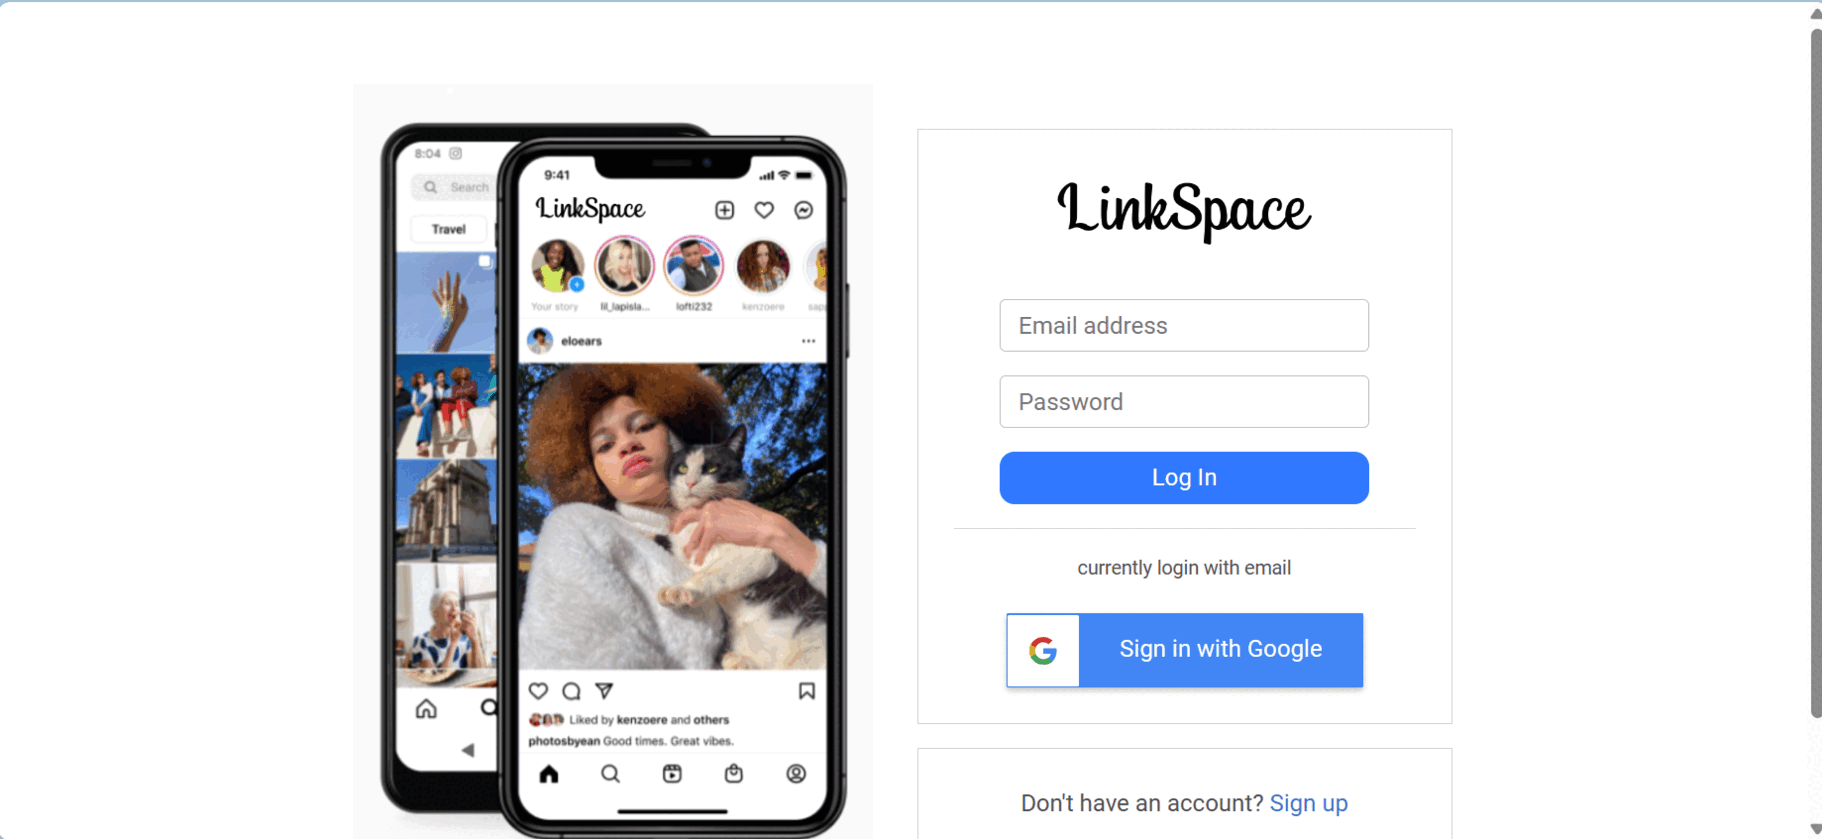 8:04
Search
Travel
9:41
LinkSpace
Your story
lil_lapisla...
lofti232
kenzoere
sapp
eloears
Liked by kenzoere and others
photosbyean Good times. Great vibes.
LinkSpace
Email address
Password
Log In
currently login with email
Sign in with Google
Don't have an account? Sign up